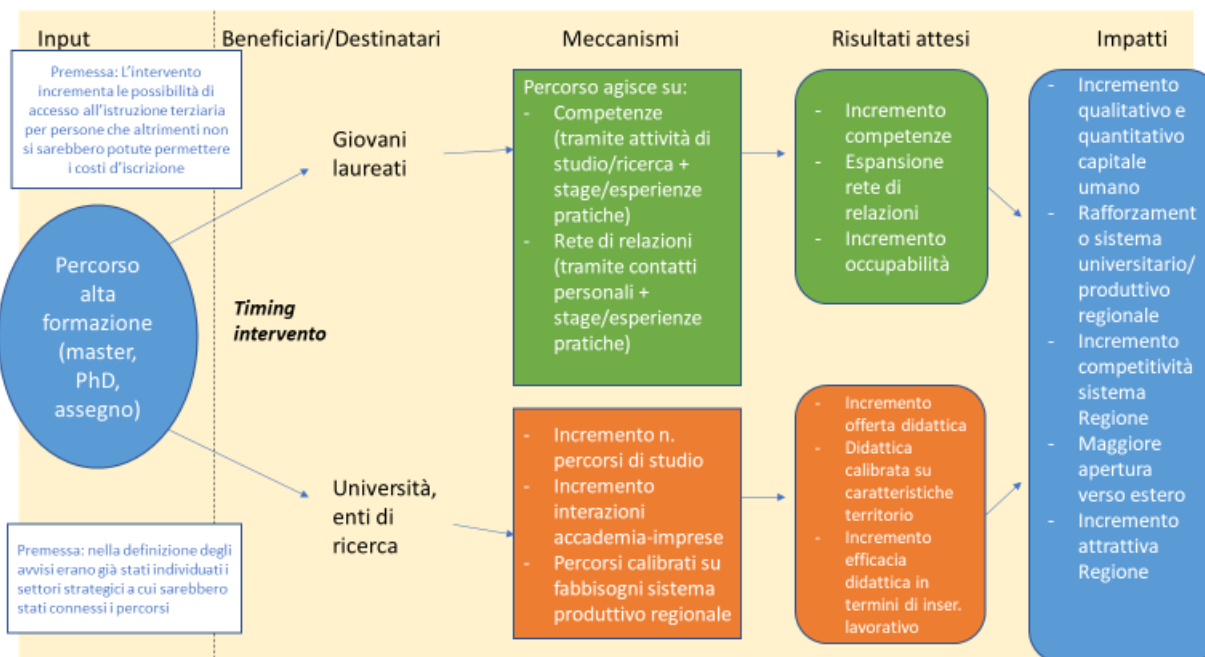 Input
Beneficiari/Destinatari
Meccanismi
Risultati attesi
Impatti
Premessa: L'intervento
incrementa le possibilità di
accesso all'istruzione terziaria
per persone che altrimenti non
si sarebbero potute permettere
i costi d'iscrizione
Percorso
alta
formazione
(master,
PhD,
assegno)
Premessa: nella definizione degli
avvisi erano già stati individuati i
settori strategici a cui sarebbero
stati connessi i percorsi
Giovani
laureati
Timing
intervento
Università,
enti di
ricerca
Percorso agisce su:
- Competenze
(tramite attività di
studio/ricerca +
stage/esperienze
pratiche)
- Rete di relazioni
(tramite contatti
personali +
stage/esperienze
pratiche)
- Incremento n.
percorsi di studio
- Incremento
interazioni
accademia-imprese
- Percorsi calibrati su
fabbisogni sistema
produttivo regionale
- Incremento
competenze
- Espansione
rete di
relazioni
- Incremento
occupabilità
- Incremento
offerta didattica
- Didattica
calibrata su
caratteristiche
territorio
- Incremento
efficacia
didattica in
termini di inser.
lavorativo
- Incremento
qualitativo e
quantitativo
capitale
umano
- Rafforzament
o sistema
universitario/
produttivo
regionale
- Incremento
competitività
sistema
Regione
- Maggiore
apertura
verso estero
- Incremento
attrattiva
Regione